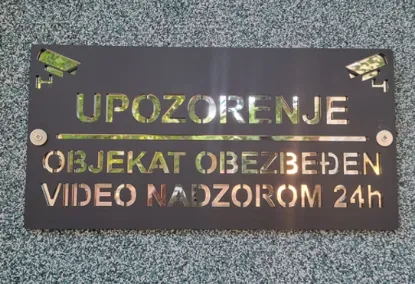 UPOZORENJE
OBJEKAT OBEZBEĐEN
VIDEO NADZOROM 24h